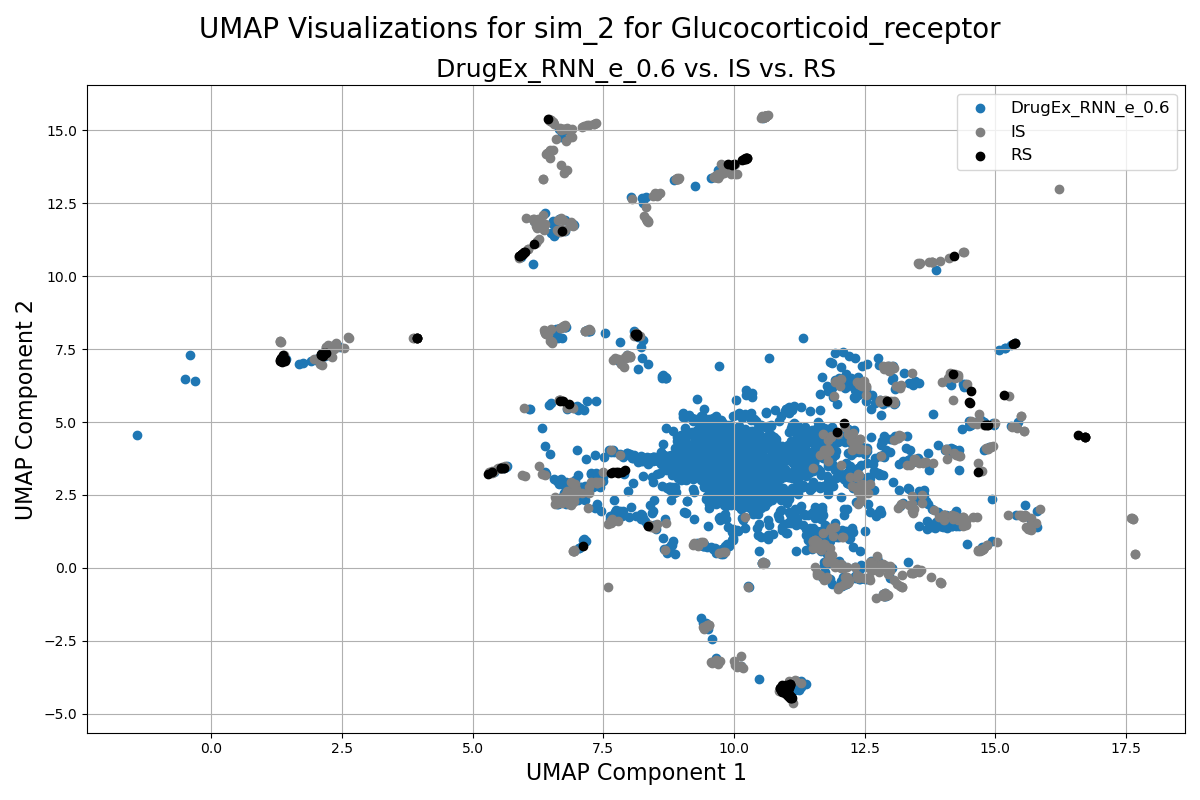 UMAP Visualizations for sim_2 for Glucocorticoid_receptor
DrugEx_RNN_e_0.6 vs. IS vs. RS
DrugEx_RNN_e_0.6
IS
RS
UMAP Component 2
15.0
12.5
10.0
7.5
5.0
2.5
0.0
−2.5
−5.0
0.0 2.5 5.0 7.5 10.0 12.5 15.0 17.5
UMAP Component 1